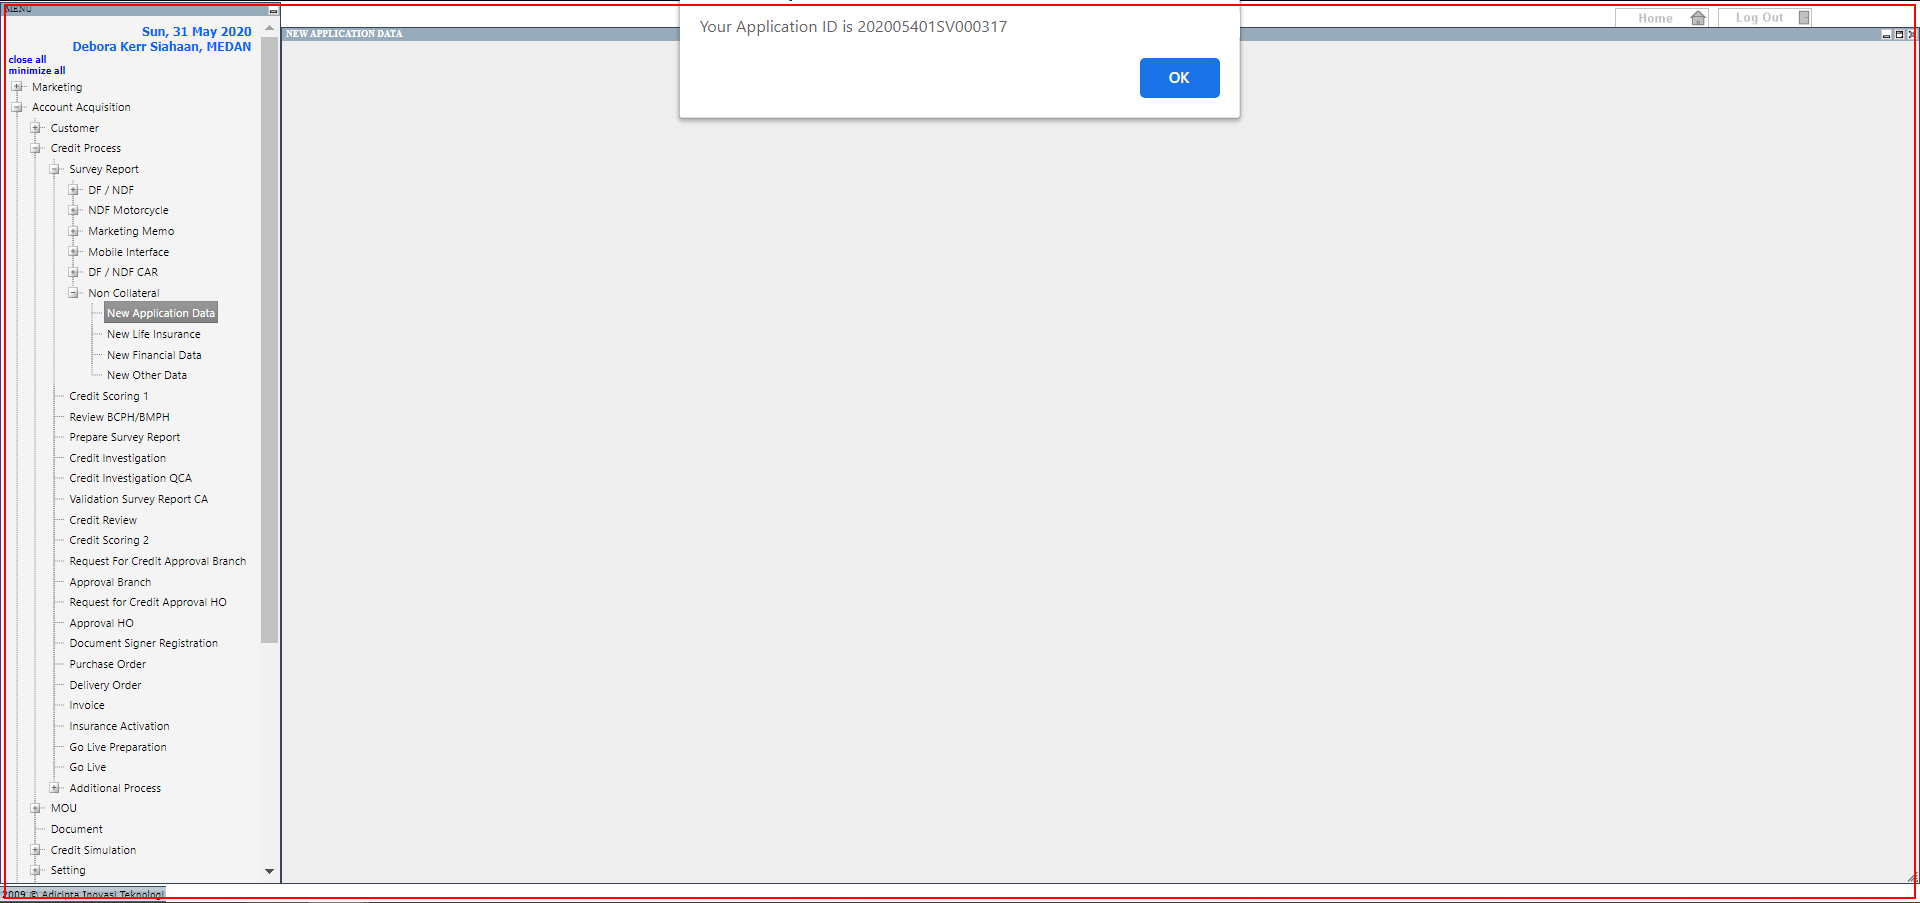 MENU
Sun, 31 May 2020
Debora Kerr Siahaan, MEDAN
close all
minimize all
Marketing
Account Acquisition
Customer
Credit Process
Survey Report
DF / NDF
NDF Motorcycle
Marketing Memo
Mobile Interface
DF / NDF CAR
Non Collateral
New Application Data
New Life Insurance
New Financial Data
New Other Data
Credit Scoring 1
Review BCPH/BMPH
Prepare Survey Report
Credit Investigation
Credit Investigation QCA
Validation Survey Report CA
Credit Review
Credit Scoring 2
Request For Credit Approval Branch
Approval Branch
Request for Credit Approval HO
Approval HO
Document Signer Registration
Purchase Order
Delivery Order
Invoice
Insurance Activation
Go Live Preparation
Go Live
Additional Process
MOU
Document
Credit Simulation
Setting
2009 © Adicipta Inovasi Teknologi
Home
Log Out
NEW APPLICATION DATA
Your Application ID is 202005401SV000317
OK